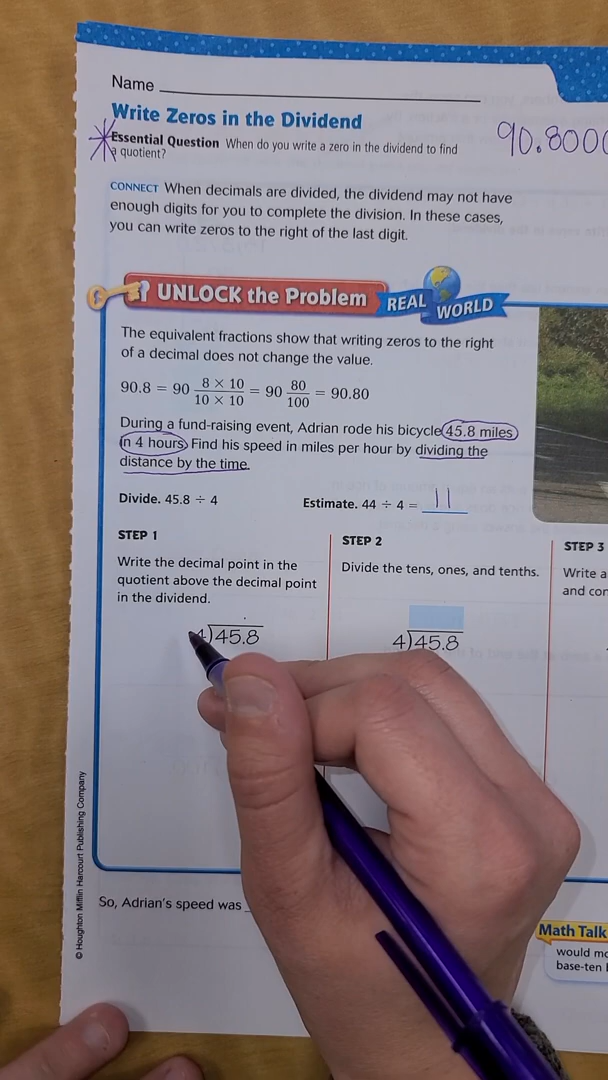 Name
Write Zeros in the Dividend
90.8000
Essential Question When do you write a zero in the dividend to find
a quotient?
CONNECT When decimals are divided, the dividend may not have
enough digits for you to complete the division. In these cases,
you can write zeros to the right of the last digit.
UNLOCK the Problem REAL WORLD
The equivalent fractions show that writing zeros to the right
of a decimal does not change the value.
90.8 = 90 8 × 10 / 10 × 10 = 90 80 / 100 = 90.80
During a fund-raising event, Adrian rode his bicycle 45.8 miles
in 4 hours. Find his speed in miles per hour by dividing the
distance by the time.
Divide. 45.8 ÷ 4
Estimate. 44 ÷ 4 = 11
STEP 1
Write the decimal point in the
quotient above the decimal point
in the dividend.
4)45.8
STEP 2
Divide the tens, ones, and tenths.
4)45.8
STEP 3
Write a
and con
So, Adrian's speed was
Math Talk
would mo
base-ten
© Houghton Mifflin Harcourt Publishing Company